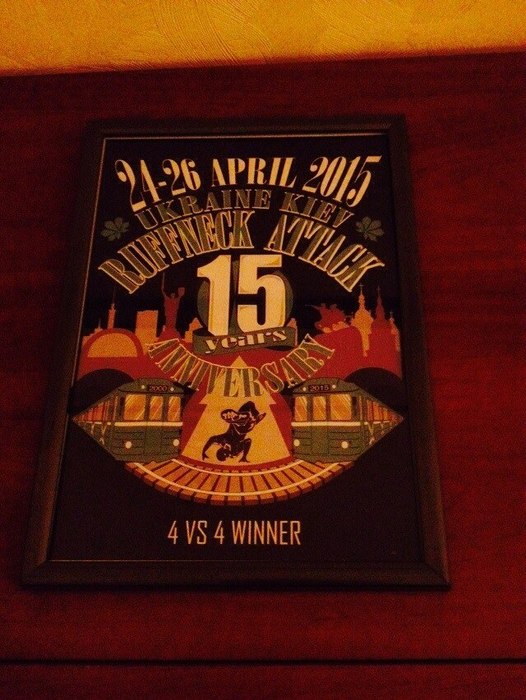 24-26 APRIL 2015
UKRAINE KIEV
RUFFNECK ATTACK
15
years
ANNIVERSARY
2000
2015
4 VS 4 WINNER